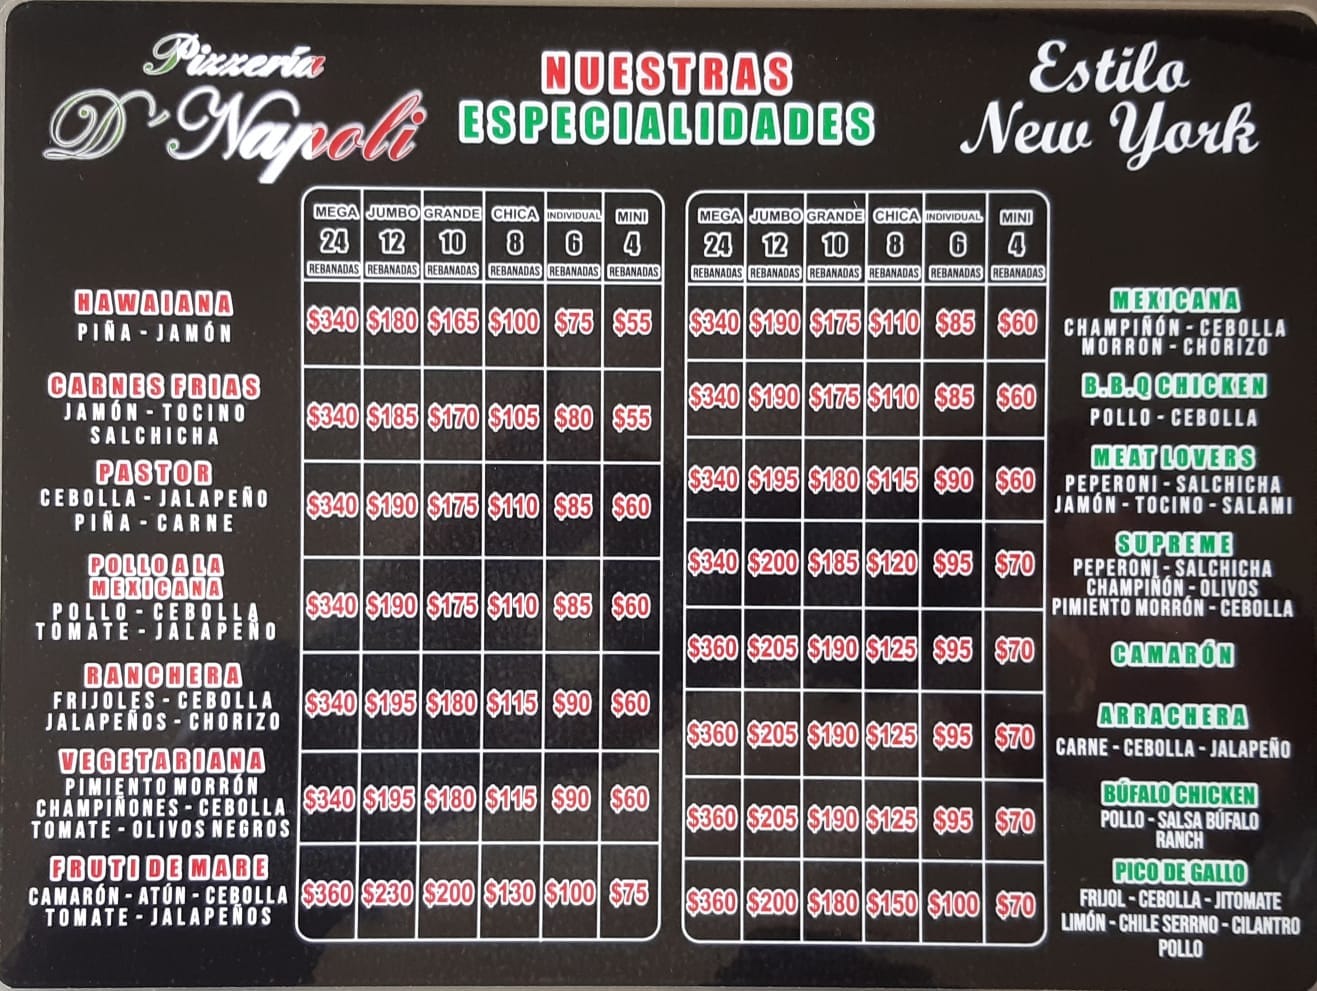 Pizzería
D'Napoli
NUESTRAS
ESPECIALIDADES
Estilo
New York
MEGA JUMBO GRANDE CHICA INDIVIDUAL MINI
24 12 10 8 6 4
REBANADAS REBANADAS REBANADAS REBANADAS REBANADAS REBANADAS
HAWAIANA
PIÑA - JAMÓN
$340 $180 $165 $100 $75 $55
CARNES FRIAS
JAMÓN - TOCINO
SALCHICHA
$340 $185 $170 $105 $80 $55
PASTOR
CEBOLLA - JALAPEÑO
PIÑA - CARNE
$340 $190 $175 $110 $85 $60
POLLO A LA
MEXICANA
POLLO - CEBOLLA
TOMATE - JALAPEÑO
$340 $190 $175 $110 $85 $60
RANCHERA
FRIJOLES - CEBOLLA
JALAPEÑOS - CHORIZO
$340 $195 $180 $115 $90 $60
VEGETARIANA
PIMIENTO MORRÓN
CHAMPIÑONES - CEBOLLA
TOMATE - OLIVOS NEGROS
$340 $195 $180 $115 $90 $60
FRUTI DE MARE
CAMARÓN - ATÚN - CEBOLLA
TOMATE - JALAPEÑOS
$360 $230 $200 $130 $100 $75
MEGA JUMBO GRANDE CHICA INDIVIDUAL MINI
24 12 10 8 6 4
REBANADAS REBANADAS REBANADAS REBANADAS REBANADAS REBANADAS
$340 $190 $175 $110 $85 $60
MEXICANA
CHAMPIÑÓN - CEBOLLA
MORRON - CHORIZO
$340 $190 $175 $110 $85 $60
B.B.Q CHICKEN
POLLO - CEBOLLA
$340 $195 $180 $115 $90 $60
MEAT LOVERS
PEPERONI - SALCHICHA
JAMÓN - TOCINO - SALAMI
$340 $200 $185 $120 $95 $70
SUPREME
PEPERONI - SALCHICHA
CHAMPIÑÓN - OLIVOS
PIMIENTO MORRÓN - CEBOLLA
$360 $205 $190 $125 $95 $70
CAMARÓN
$360 $205 $190 $125 $95 $70
ARRACHERA
CARNE - CEBOLLA - JALAPEÑO
$360 $205 $190 $125 $95 $70
BÚFALO CHICKEN
POLLO - SALSA BÚFALO
RANCH
$360 $200 $180 $150 $100 $70
PICO DE GALLO
FRIJOL - CEBOLLA - JITOMATE
LIMÓN - CHILE SERRNO - CILANTRO
POLLO